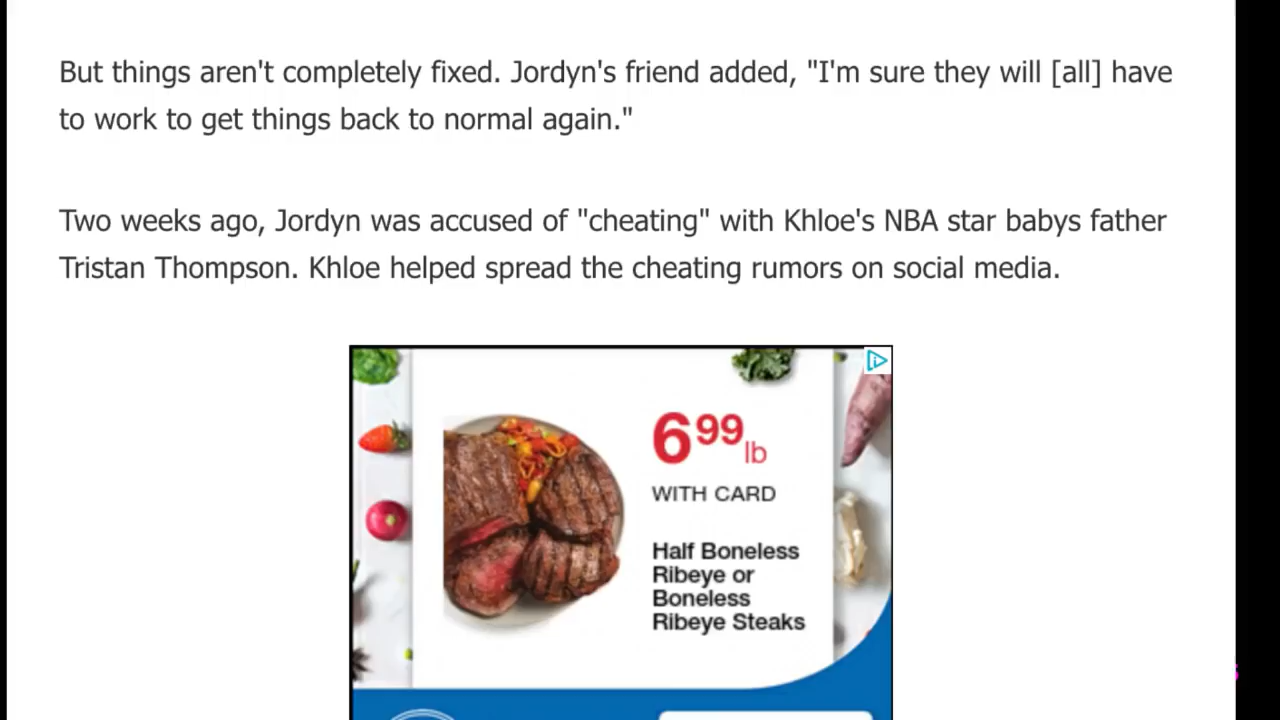 But things aren't completely fixed. Jordyn's friend added, "I'm sure they will [all] have
to work to get things back to normal again."
Two weeks ago, Jordyn was accused of "cheating" with Khloe's NBA star babys father
Tristan Thompson. Khloe helped spread the cheating rumors on social media.
6 99 lb
WITH CARD
Half Boneless
Ribeye or
Boneless
Ribeye Steaks